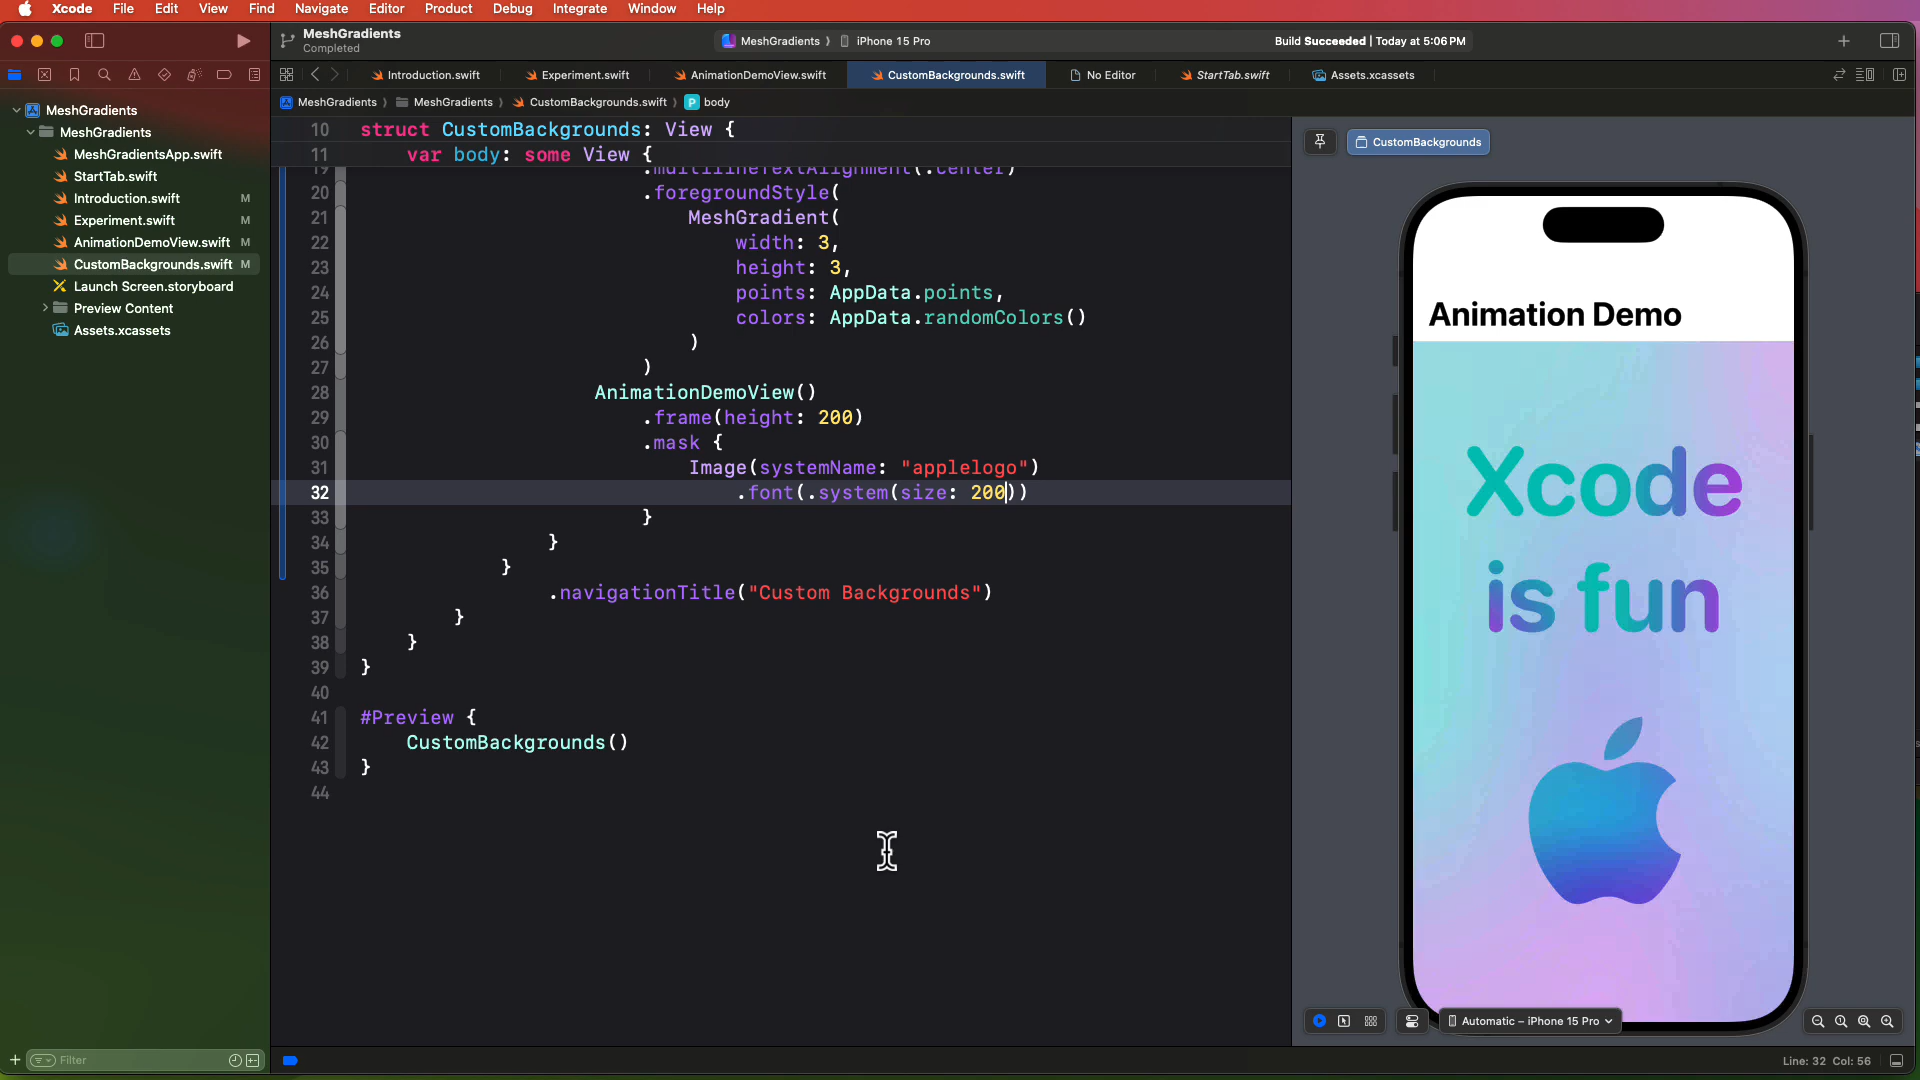 Xcode File Edit View Find Navigate Editor Product Debug Integrate Window Help
MeshGradients
Completed
MeshGradients iPhone 15 Pro
Build Succeeded | Today at 5:06 PM
Introduction.swift Experiment.swift AnimationDemoView.swift CustomBackgrounds.swift No Editor StartTab.swift Assets.xcassets
MeshGradients MeshGradients CustomBackgrounds.swift P body
MeshGradients
MeshGradients
MeshGradientsApp.swift
StartTab.swift
Introduction.swift M
Experiment.swift M
AnimationDemoView.swift M
CustomBackgrounds.swift M
Launch Screen.storyboard
Preview Content
Assets.xcassets
Filter
10 struct CustomBackgrounds: View {
11 var body: some View {
19 .multilineTextAlignment(.center)
20 .foregroundStyle(
21 MeshGradient(
22 width: 3,
23 height: 3,
24 points: AppData.points,
25 colors: AppData.randomColors()
26 )
27 )
28 AnimationDemoView()
29 .frame(height: 200)
30 .mask {
31 Image(systemName: "applelogo")
32 .font(.system(size: 200))
33 }
34 }
35 }
36 .navigationTitle("Custom Backgrounds")
37 }
38 }
39 }
40
41 #Preview {
42 CustomBackgrounds()
43 }
44
CustomBackgrounds
Animation Demo
Xcode
is fun
Automatic – iPhone 15 Pro
Line: 32 Col: 56